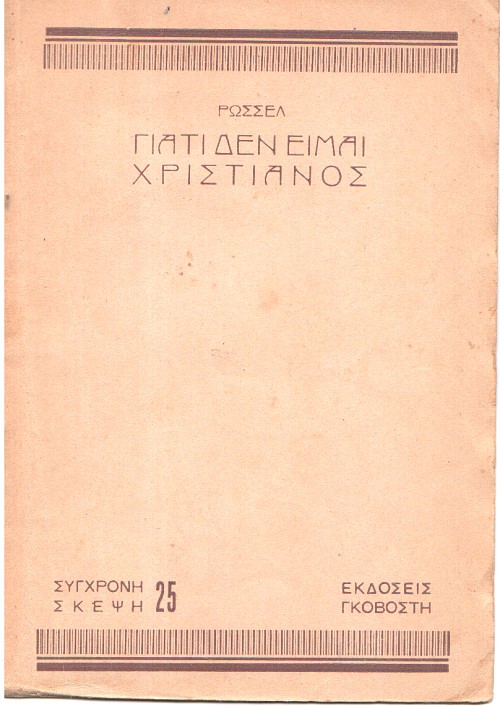 ΡΩΣΣΕΛ
ΓΙΑΤΙ ΔΕΝ ΕΙΜΑΙ
ΧΡΙΣΤΙΑΝΟΣ
ΣΥΓΧΡΟΝΗ
ΣΚΕΨΗ 25
ΕΚΔΟΣΕΙΣ
ΓΚΟΒΟΣΤΗ